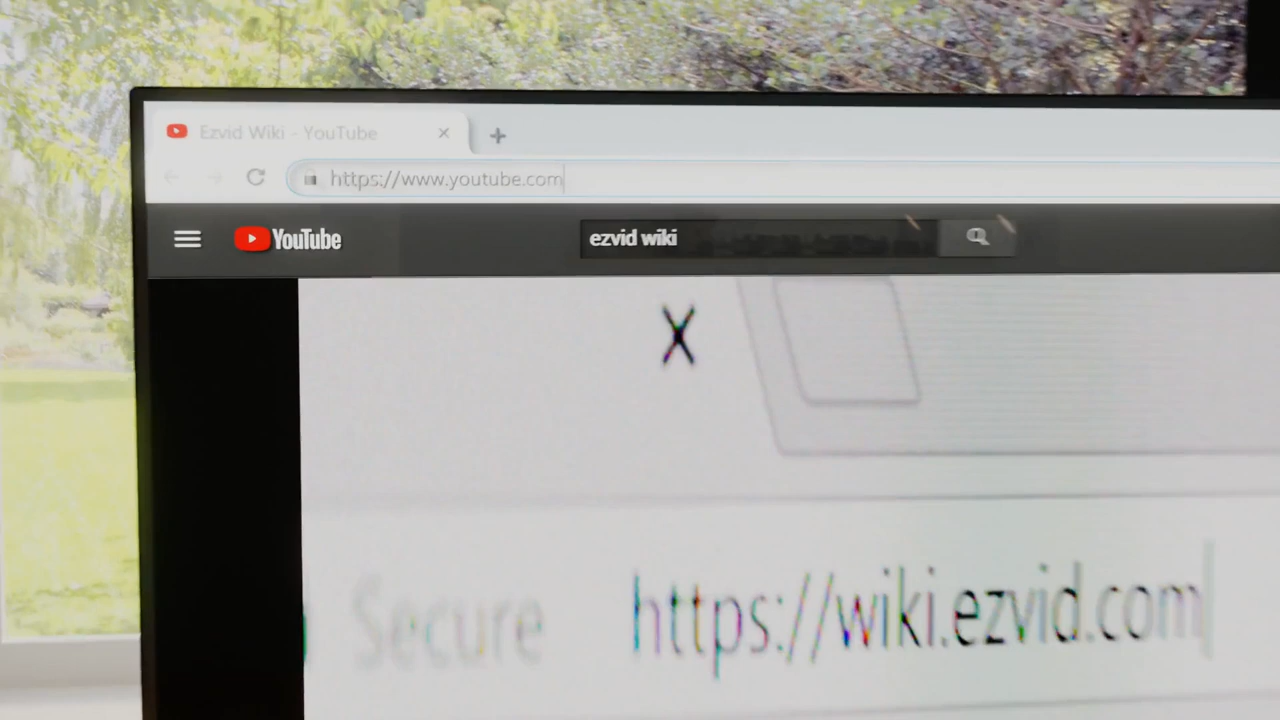 Ezvid Wiki - YouTube
https://www.youtube.com
YouTube
ezvid wiki
Secure
https://wiki.ezvid.com